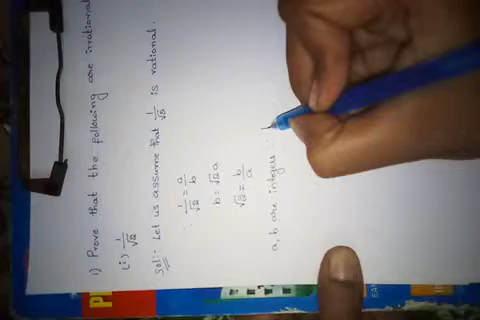 1) Prove that the following are irrational
(i) 1/√2
Sol:- Let us assume that 1/√2 is rational.
∴ 1/√2 = a/b
b = √2 a
√2 = b/a
a, b are integers